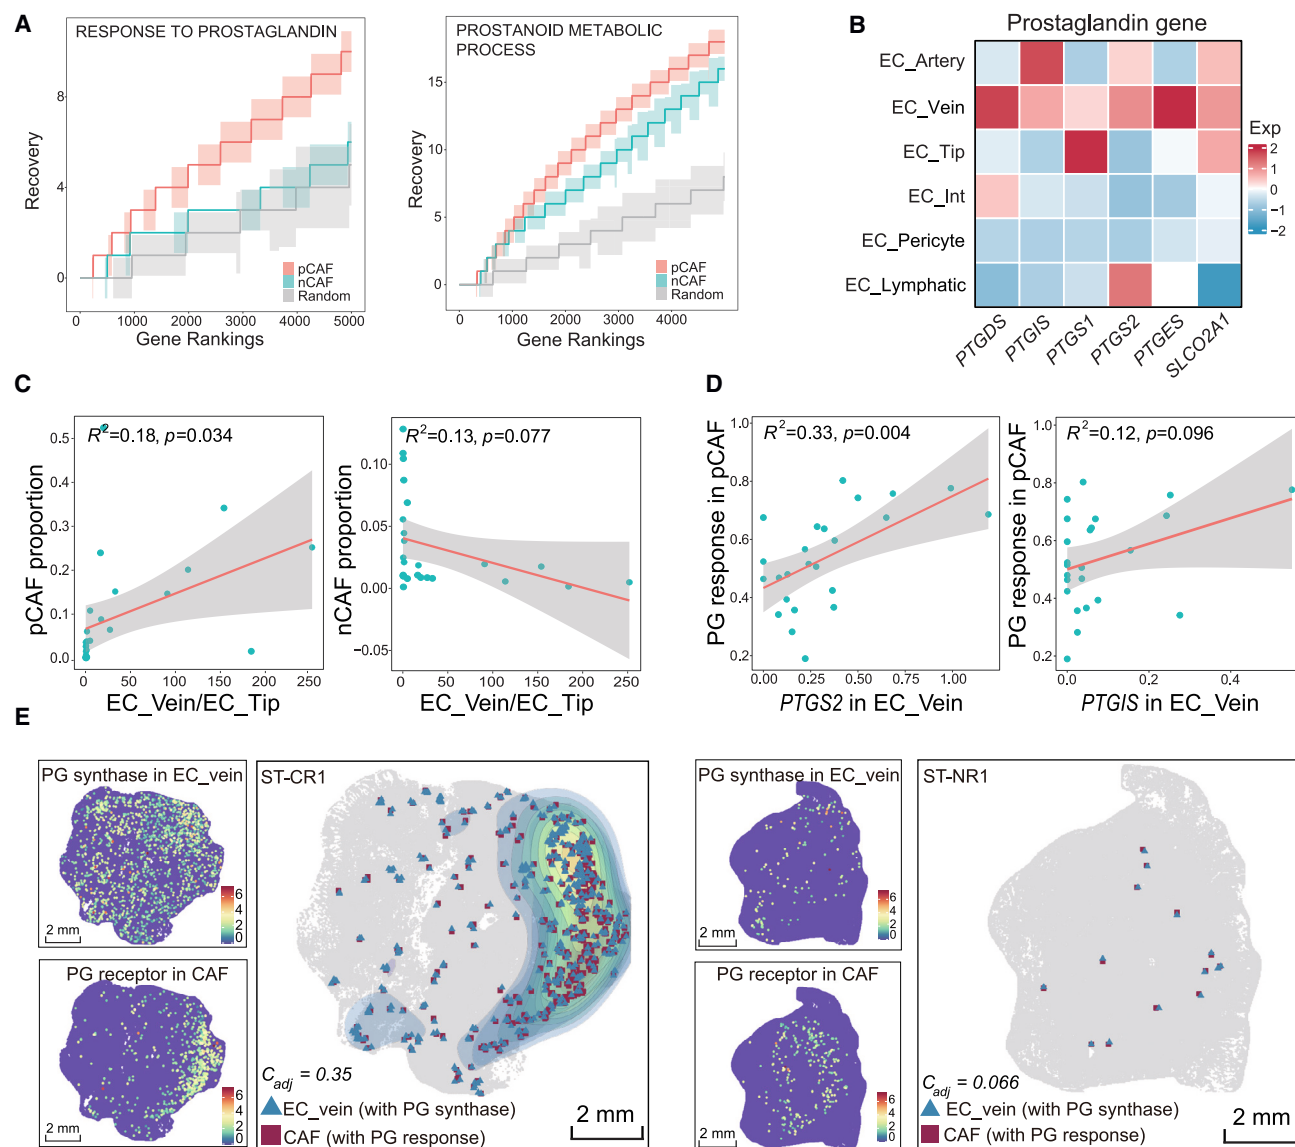 A
RESPONSE TO PROSTAGLANDIN
Recovery
8
4
0
pCAF
nCAF
Random
0 1000 2000 3000 4000 5000
Gene Rankings
PROSTANOID METABOLIC
PROCESS
Recovery
15
10
5
0
pCAF
nCAF
Random
0 1000 2000 3000 4000
Gene Rankings
B
Prostaglandin gene
EC_Artery
EC_Vein
EC_Tip
EC_Int
EC_Pericyte
EC_Lymphatic
PTGDS PTGIS PTGS1 PTGS2 PTGES SLCO2A1
Exp
2
1
0
−1
−2
C
R²=0.18, p=0.034
pCAF proportion
0.5
0.4
0.3
0.2
0.1
0.0
0 50 100 150 200 250
EC_Vein/EC_Tip
R²=0.13, p=0.077
nCAF proportion
0.10
0.05
0.00
−0.05
0 50 100 150 200 250
EC_Vein/EC_Tip
D
R²=0.33, p=0.004
PG response in pCAF
1.0
0.8
0.6
0.4
0.2
0.00 0.25 0.50 0.75 1.00
PTGS2 in EC_Vein
R²=0.12, p=0.096
PG response in pCAF
1.0
0.8
0.6
0.4
0.2
0.0 0.2 0.4
PTGIS in EC_Vein
E
PG synthase in EC_vein
6
4
2
0
2 mm
PG receptor in CAF
6
4
2
0
2 mm
ST-CR1
Cadj = 0.35
EC_vein (with PG synthase)
CAF (with PG response)
2 mm
PG synthase in EC_vein
6
4
2
0
2 mm
PG receptor in CAF
6
4
2
0
2 mm
ST-NR1
Cadj = 0.066
EC_vein (with PG synthase)
CAF (with PG response)
2 mm